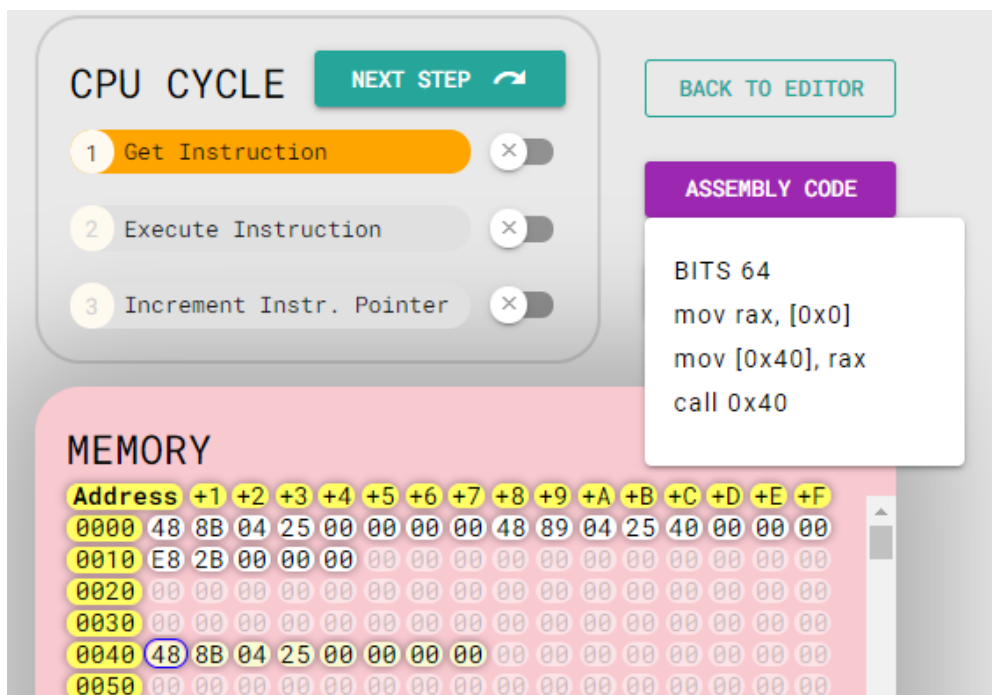 CPU CYCLE
NEXT STEP
1 Get Instruction
2 Execute Instruction
3 Increment Instr. Pointer
BACK TO EDITOR
ASSEMBLY CODE
BITS 64
mov rax, [0x0]
mov [0x40], rax
call 0x40
MEMORY
Address +1 +2 +3 +4 +5 +6 +7 +8 +9 +A +B +C +D +E +F
0000 48 8B 04 25 00 00 00 00 48 89 04 25 40 00 00 00
0010 E8 2B 00 00 00 00 00 00 00 00 00 00 00 00 00 00
0020 00 00 00 00 00 00 00 00 00 00 00 00 00 00 00 00
0030 00 00 00 00 00 00 00 00 00 00 00 00 00 00 00 00
0040 48 8B 04 25 00 00 00 00 00 00 00 00 00 00 00 00
0050 00 00 00 00 00 00 00 00 00 00 00 00 00 00 00 00